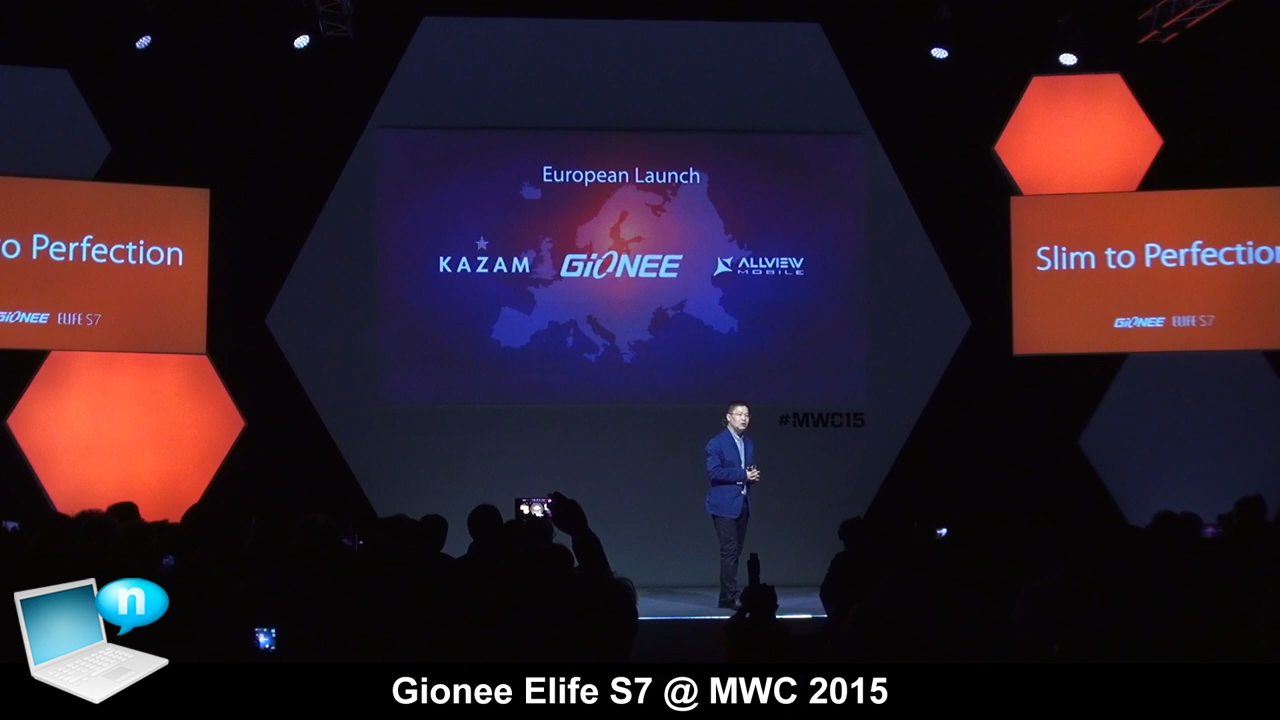 European Launch
KAZAM
GiONEE
ALLVIEW
MOBILE
o Perfection
GiONEE ELIFE S7
Slim to Perfection
GiONEE ELIFE S7
#MWC15
n
Gionee Elife S7 @ MWC 2015